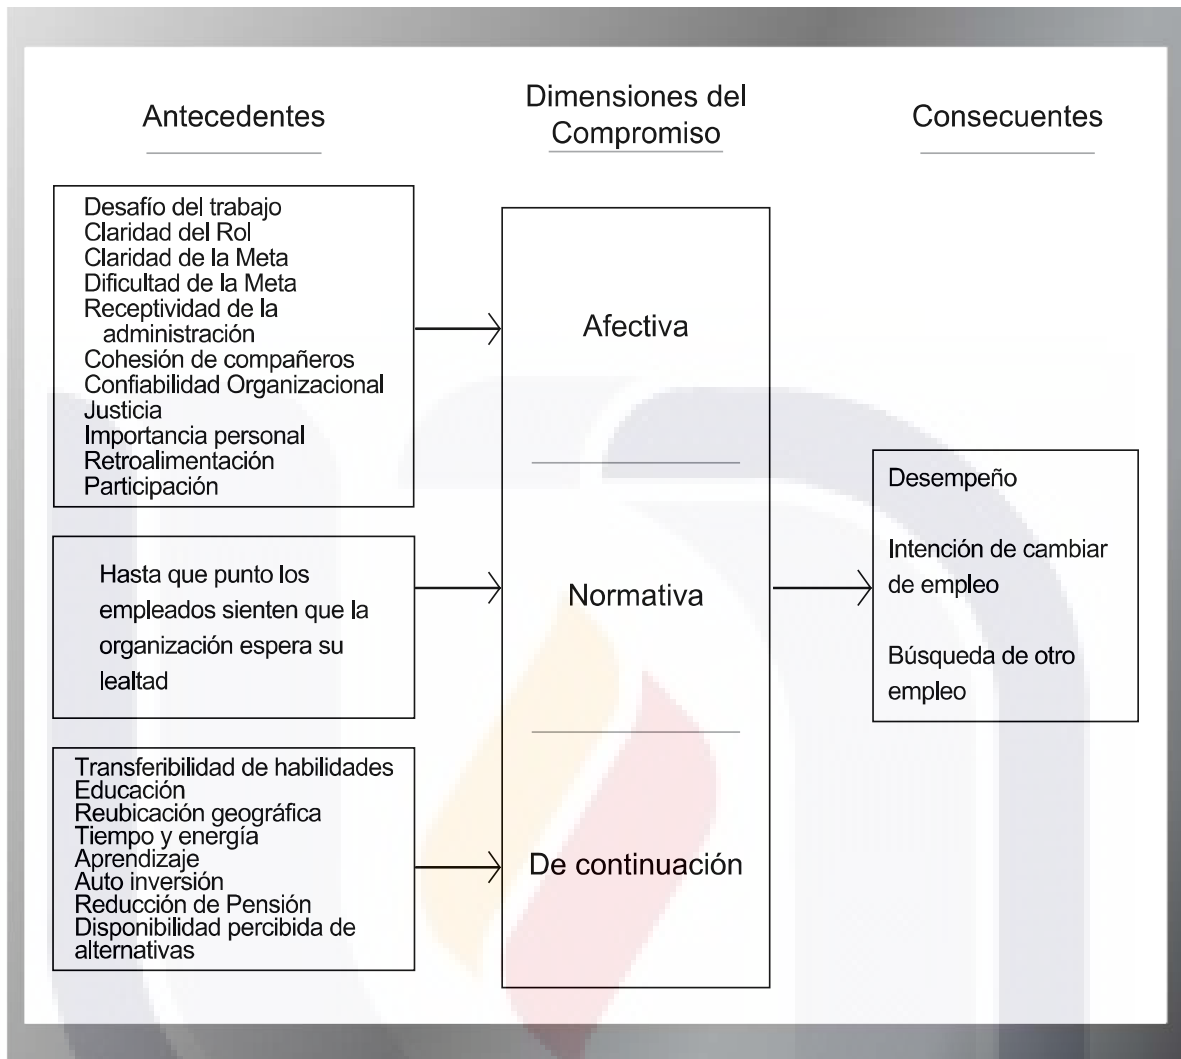 Antecedentes
Dimensiones del
Compromiso
Consecuentes
Desafío del trabajo
Claridad del Rol
Claridad de la Meta
Dificultad de la Meta
Receptividad de la
administración
Cohesión de compañeros
Confiabilidad Organizacional
Justicia
Importancia personal
Retroalimentación
Participación
Hasta que punto los
empleados sienten que la
organización espera su
lealtad
Transferibilidad de habilidades
Educación
Reubicación geográfica
Tiempo y energía
Aprendizaje
Auto inversión
Reducción de Pensión
Disponibilidad percibida de
alternativas
Afectiva
Normativa
De continuación
Desempeño
Intención de cambiar
de empleo
Búsqueda de otro
empleo